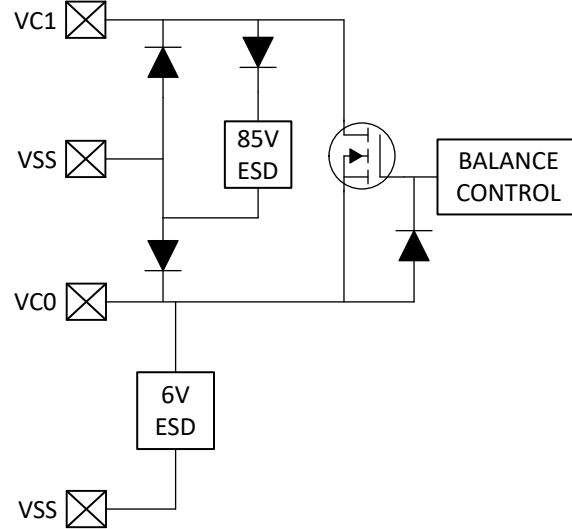 VC1
85V
ESD
VSS
BALANCE
CONTROL
VC0
6V
ESD
VSS